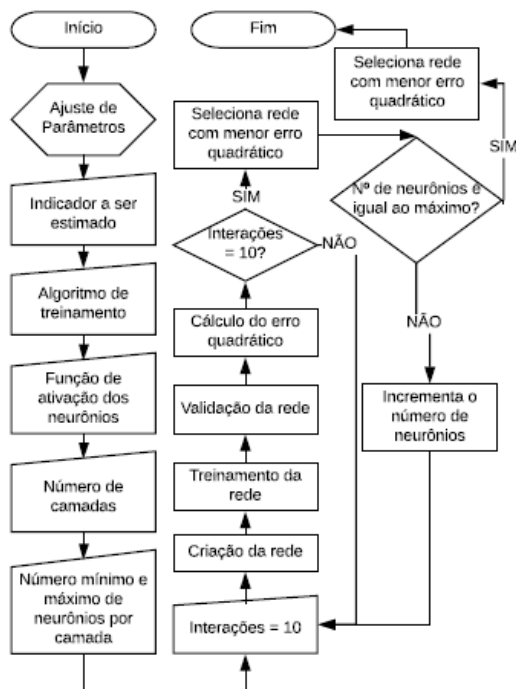 Início
Ajuste de
Parâmetros
Indicador a ser
estimado
Algoritmo de
treinamento
Função de
ativação dos
neurônios
Número de
camadas
Número mínimo e
máximo de
neurônios por
camada
Interações = 10
Criação da rede
Treinamento da
rede
Validação da rede
Cálculo do erro
quadrático
Interações
= 10?
NÃO
SIM
Seleciona rede
com menor erro
quadrático
Nº de neurônios é
igual ao máximo?
NÃO
Incrementa o
número de
neurônios
SIM
Seleciona rede
com menor erro
quadrático
Fim